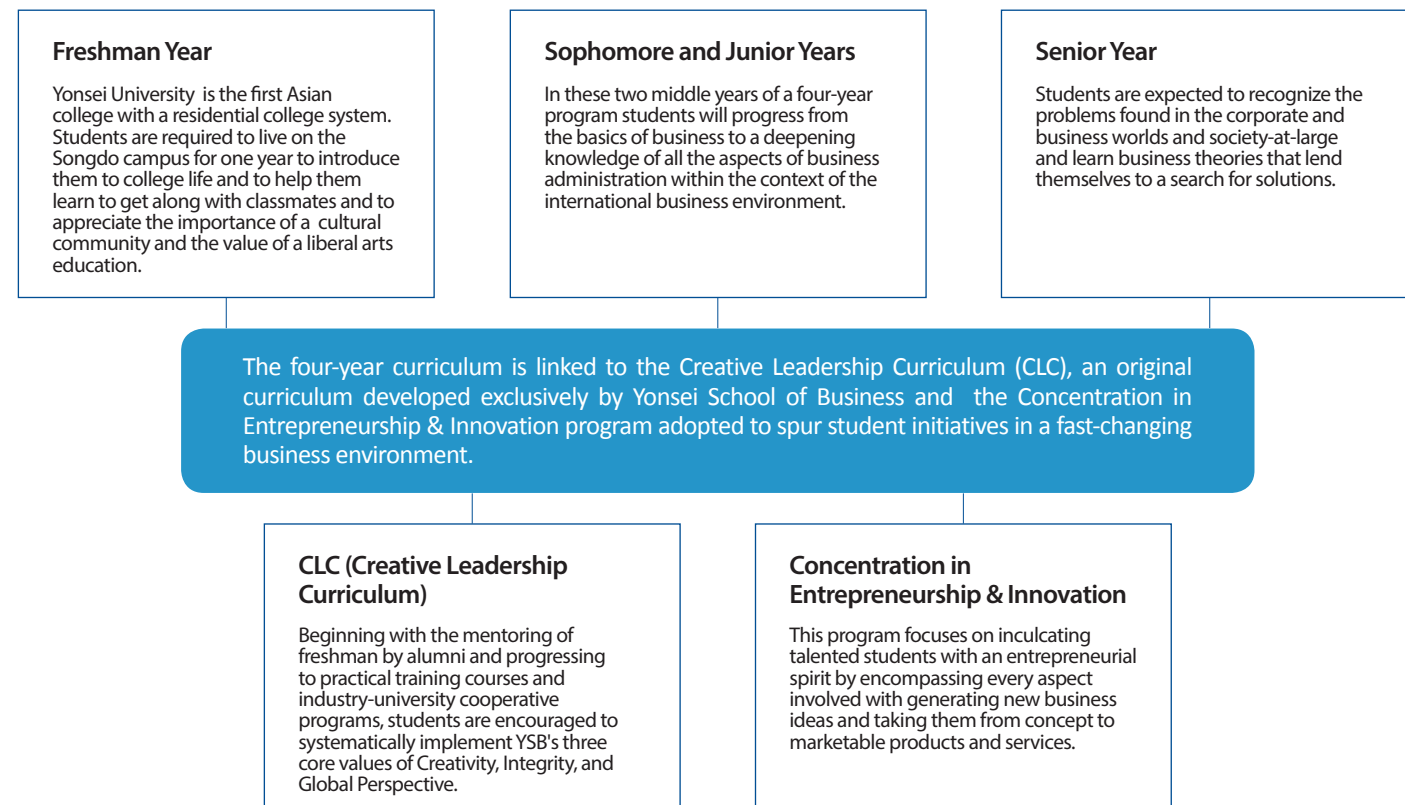 Freshman Year
Yonsei University  is the first Asian
college with a residential college system.
Students are required to live on the
Songdo campus for one year to introduce
them to college life and to help them
learn to get along with classmates and to
appreciate the importance of a  cultural
community and the value of a liberal arts
education.
Sophomore and Junior Years
In these two middle years of a four-year
program students will progress from
the basics of business to a deepening
knowledge of all the aspects of business
administration within the context of the
international business environment.
Senior Year
Students are expected to recognize the
problems found in the corporate and
business worlds and society-at-large
and learn business theories that lend
themselves to a search for solutions.
The four-year curriculum is linked to the Creative Leadership Curriculum (CLC), an original
curriculum developed exclusively by Yonsei School of Business and  the Concentration in
Entrepreneurship & Innovation program adopted to spur student initiatives in a fast-changing
business environment.
CLC (Creative Leadership
Curriculum)
Beginning with the mentoring of
freshman by alumni and progressing
to practical training courses and
industry-university cooperative
programs, students are encouraged to
systematically implement YSB's three
core values of Creativity, Integrity, and
Global Perspective.
Concentration in
Entrepreneurship & Innovation
This program focuses on inculcating
talented students with an entrepreneurial
spirit by encompassing every aspect
involved with generating new business
ideas and taking them from concept to
marketable products and services.